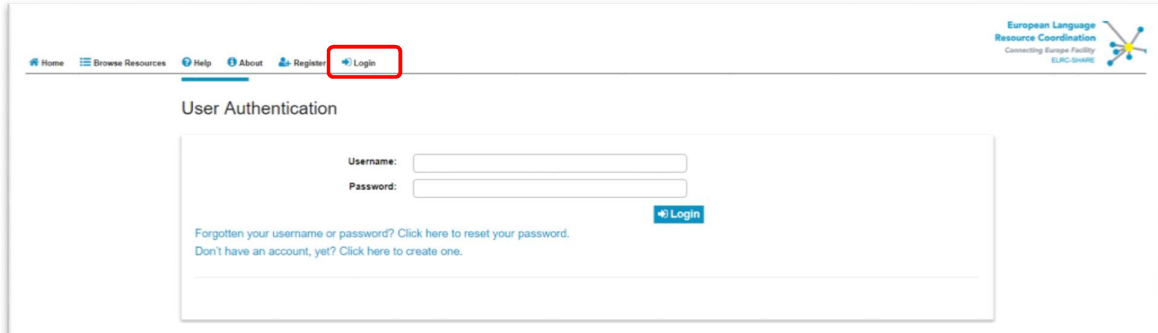 European Language
Resource Coordination
Connecting Europe Facility
ELRC-SHARE
Home Browse Resources Help About Register Login
User Authentication
Username:
Password:
Login
Forgotten your username or password? Click here to reset your password.
Don't have an account, yet? Click here to create one.